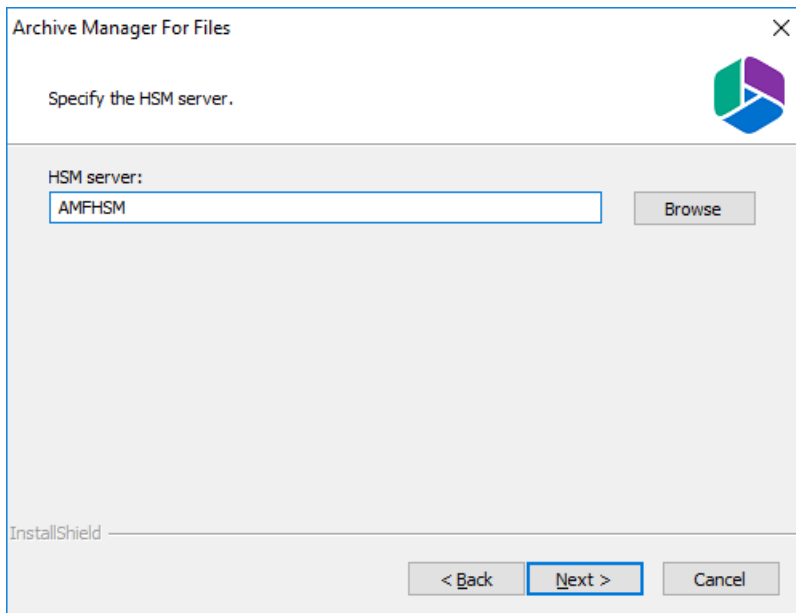 Archive Manager For Files
Specify the HSM server.
HSM server:
AMFHSM
Browse
InstallShield
< Back
Next >
Cancel